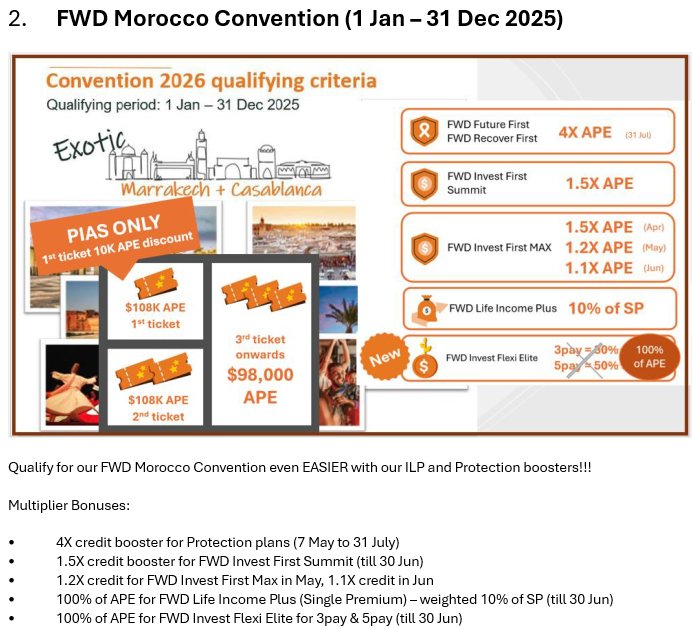 2. FWD Morocco Convention (1 Jan – 31 Dec 2025)
Convention 2026 qualifying criteria
Qualifying period: 1 Jan – 31 Dec 2025
Exotic
Marrakech + Casablanca
PIAS ONLY
1st ticket 10K APE discount
$108K APE
1st ticket
$108K APE
2nd ticket
3rd ticket
onwards
$98,000
APE
FWD Future First
FWD Recover First
4X APE (31 Jul)
FWD Invest First
Summit
1.5X APE
FWD Invest First MAX
1.5X APE (Apr)
1.2X APE (May)
1.1X APE (Jun)
FWD Life Income Plus 10% of SP
New
FWD Invest Flexi Elite
3pay = 30%
5pay = 50%
100%
of APE
Qualify for our FWD Morocco Convention even EASIER with our ILP and Protection boosters!!!
Multiplier Bonuses:
• 4X credit booster for Protection plans (7 May to 31 July)
• 1.5X credit booster for FWD Invest First Summit (till 30 Jun)
• 1.2X credit for FWD Invest First Max in May, 1.1X credit in Jun
• 100% of APE for FWD Life Income Plus (Single Premium) – weighted 10% of SP (till 30 Jun)
• 100% of APE for FWD Invest Flexi Elite for 3pay & 5pay (till 30 Jun)